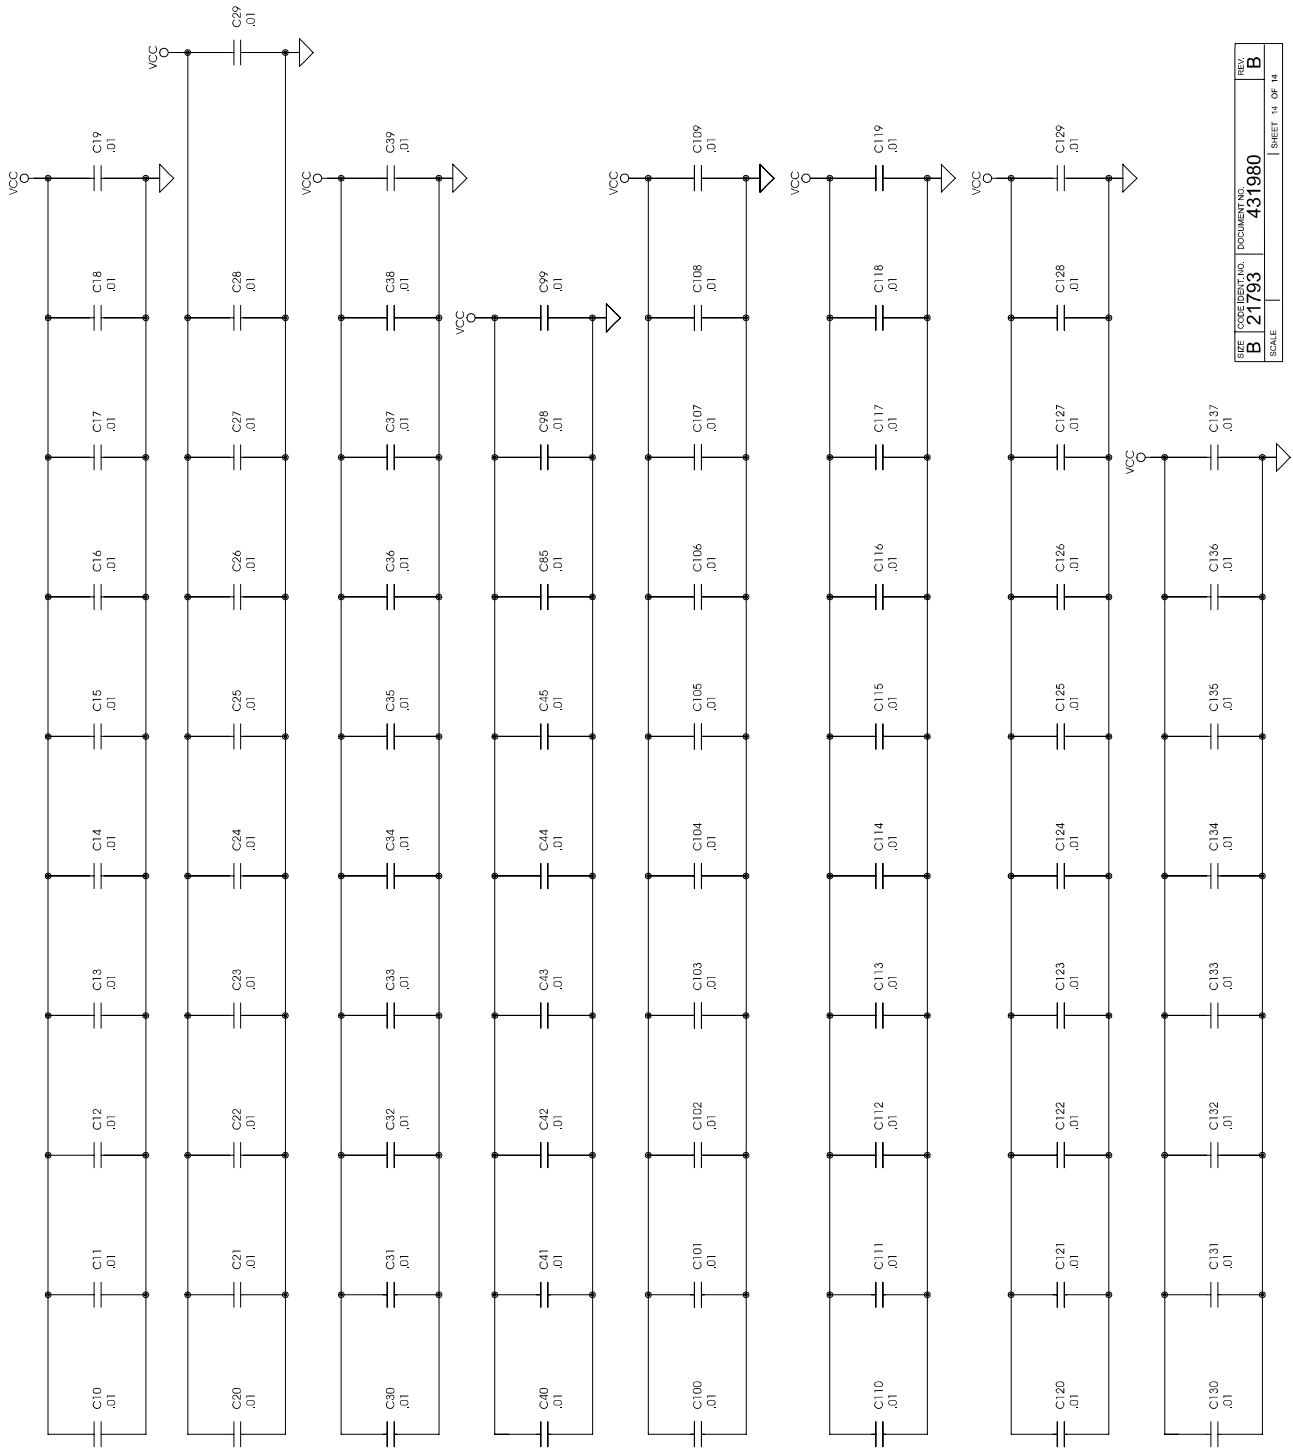 VCC
C10 .01
C11 .01
C12 .01
C13 .01
C14 .01
C15 .01
C16 .01
C17 .01
C18 .01
C19 .01
VCC
C20 .01
C21 .01
C22 .01
C23 .01
C24 .01
C25 .01
C26 .01
C27 .01
C28 .01
C29 .01
VCC
C30 .01
C31 .01
C32 .01
C33 .01
C34 .01
C35 .01
C36 .01
C37 .01
C38 .01
C39 .01
VCC
C40 .01
C41 .01
C42 .01
C43 .01
C44 .01
C45 .01
C85 .01
C98 .01
C99 .01
VCC
C100 .01
C101 .01
C102 .01
C103 .01
C104 .01
C105 .01
C106 .01
C107 .01
C108 .01
C109 .01
VCC
C110 .01
C111 .01
C112 .01
C113 .01
C114 .01
C115 .01
C116 .01
C117 .01
C118 .01
C119 .01
VCC
C120 .01
C121 .01
C122 .01
C123 .01
C124 .01
C125 .01
C126 .01
C127 .01
C128 .01
C129 .01
VCC
C130 .01
C131 .01
C132 .01
C133 .01
C134 .01
C135 .01
C136 .01
C137 .01
SIZE CODE IDENT. NO. DOCUMENT NO. REV.
B 21793 431980 B
SCALE SHEET 14 OF 14